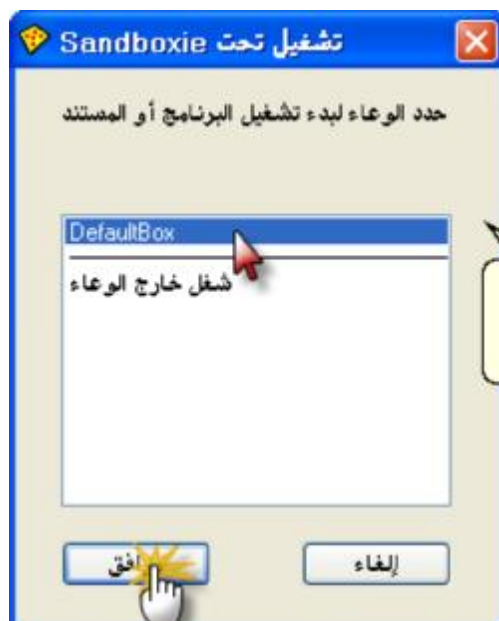 تشغيل تحت Sandboxie
حدد الوعاء لبدء تشغيل البرنامج أو المستند
DefaultBox
شغل خارج الوعاء
إلغاء